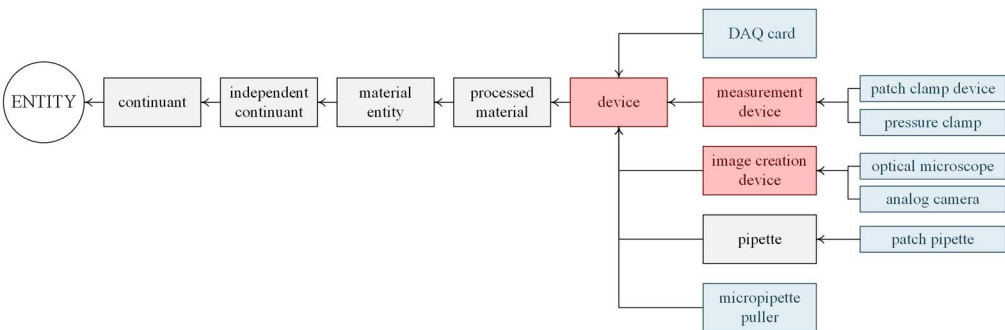 DAQ card
ENTITY
continuant
independent
continuant
material
entity
processed
material
device
measurement
device
patch clamp device
pressure clamp
image creation
device
optical microscope
analog camera
pipette
patch pipette
micropipette
puller